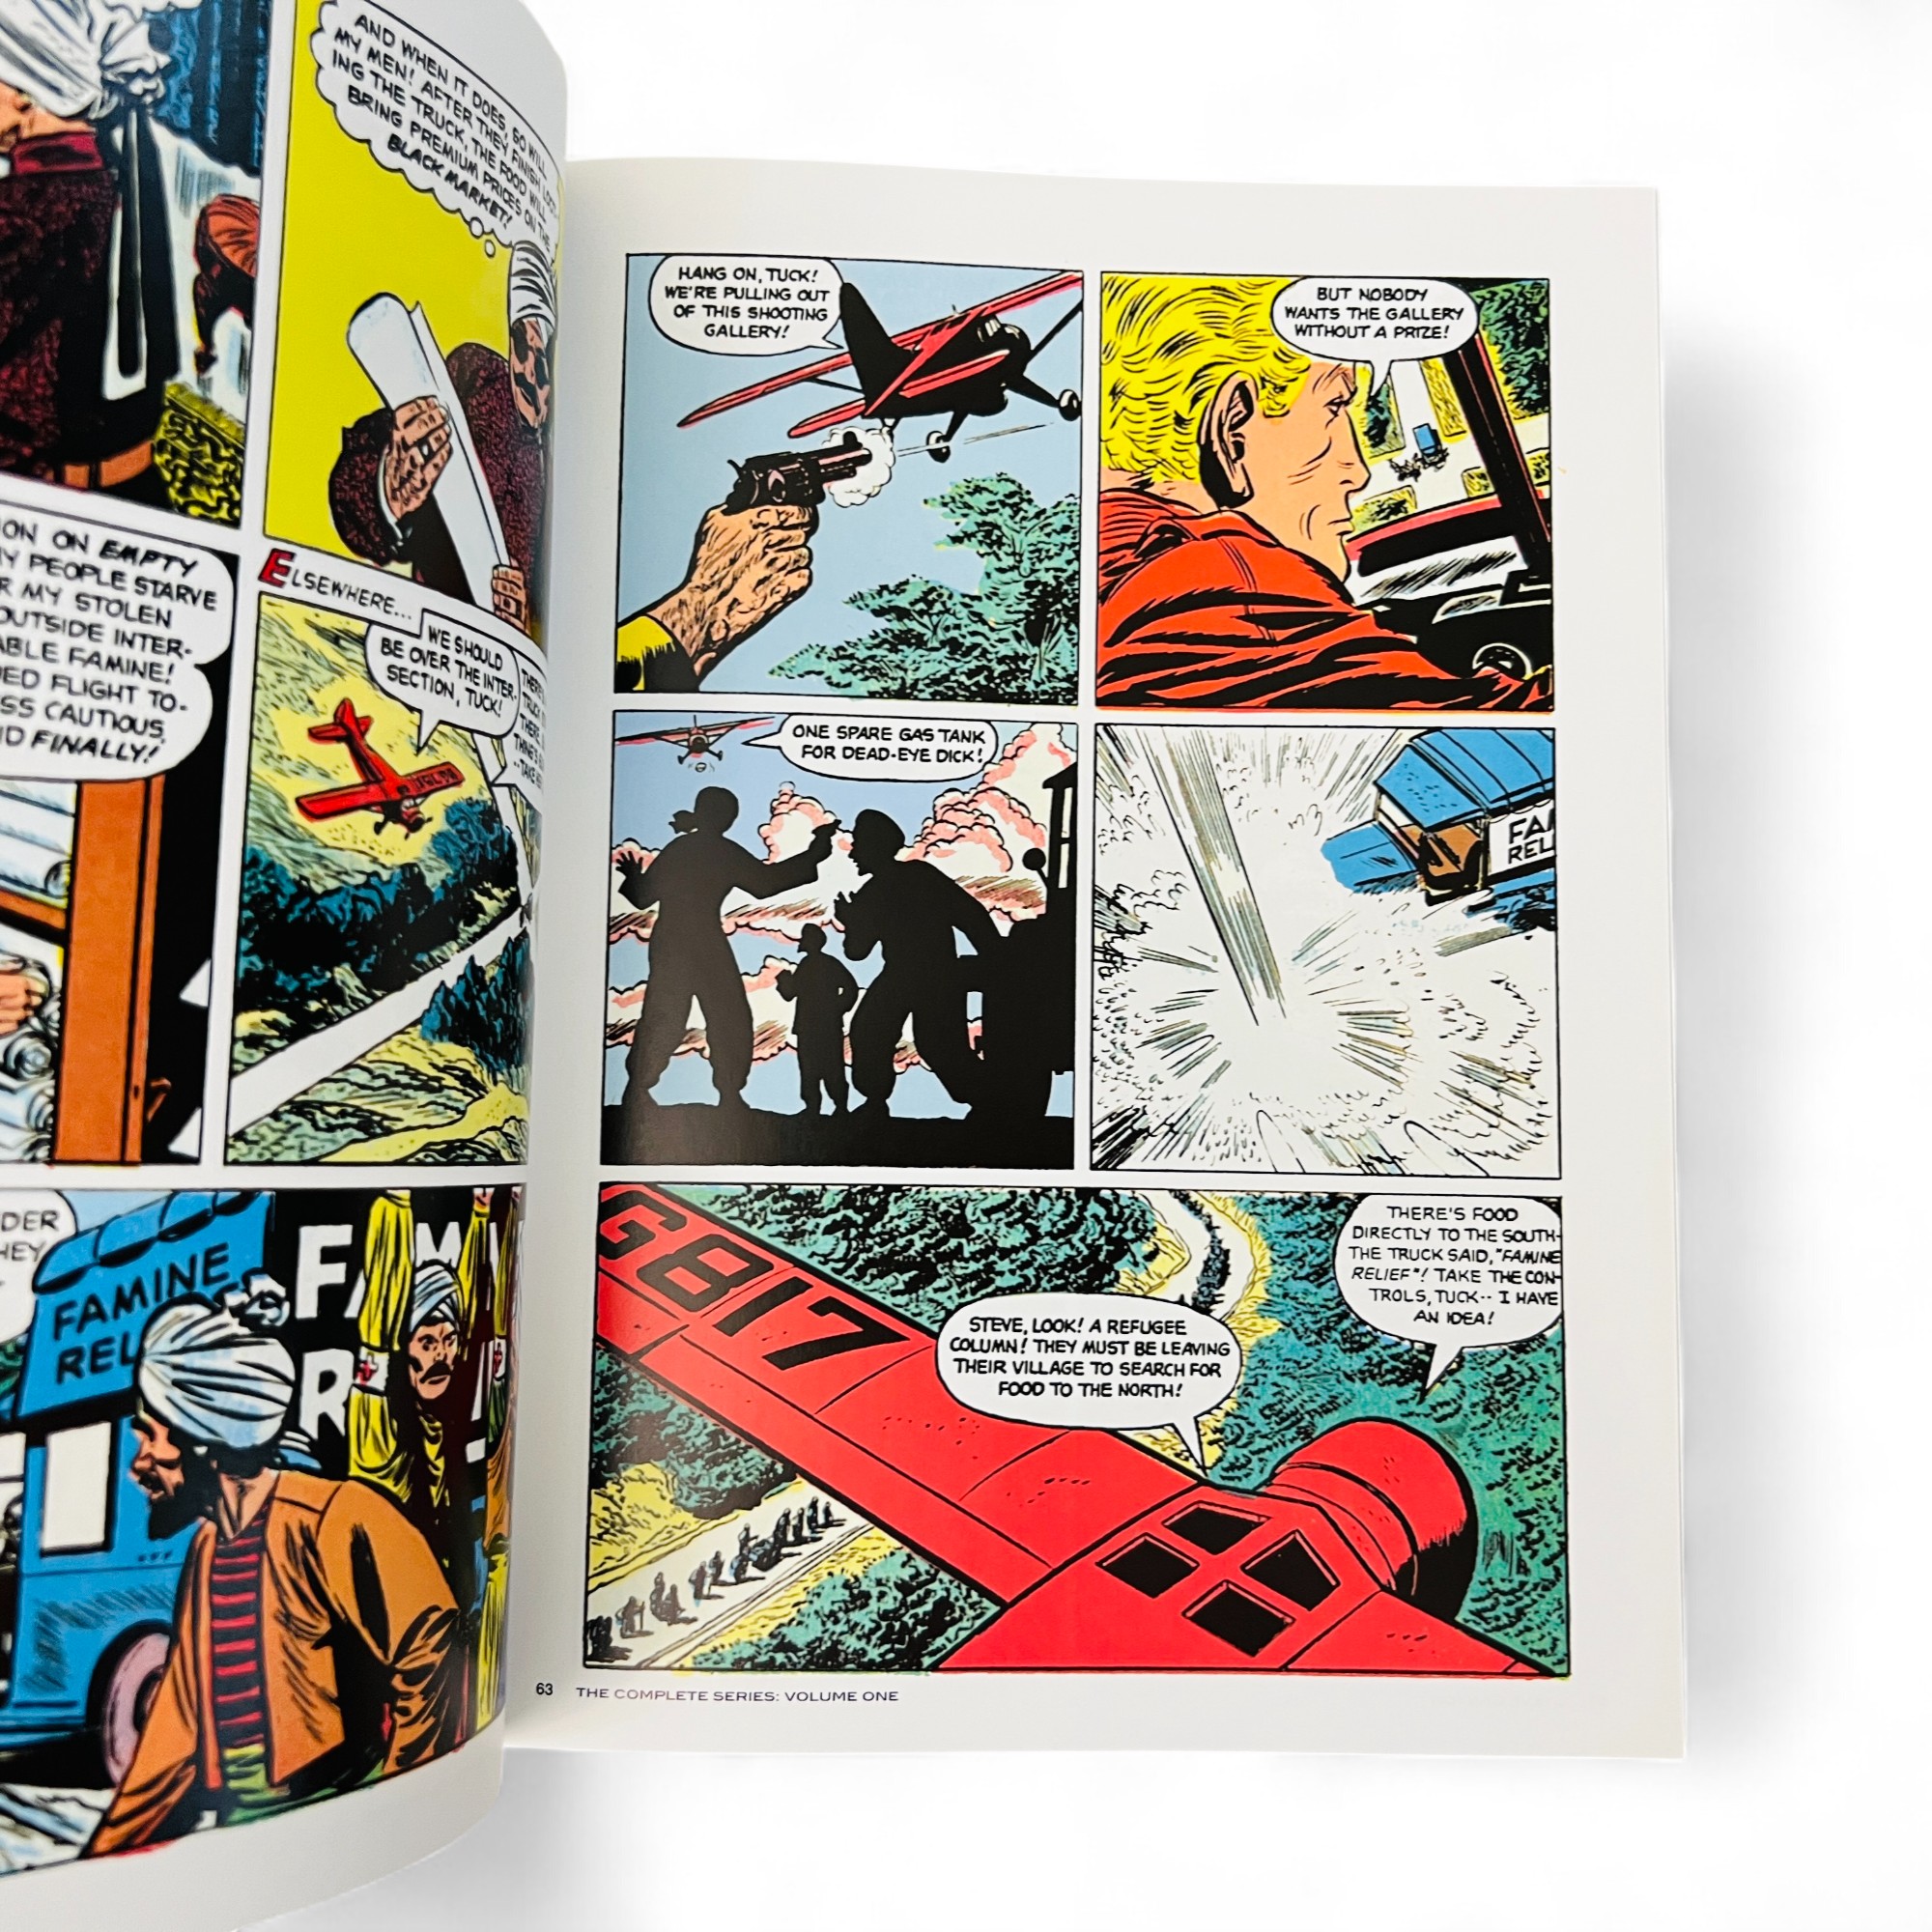 AND WHEN IT DOES, SO WILL
MY MEN! AFTER THEY FINISH LOOT-
ING THE TRUCK, THE FOOD WILL
BRING PREMIUM PRICES ON THE
BLACK MARKET!
ON EMPTY
PEOPLE STARVE
MY STOLEN
OUTSIDE INTER-
ABLE FAMINE!
FLIGHT TO-
CAUTIOUS
FINALLY!
ELSEWHERE...
WE SHOULD
BE OVER THE INTER-
SECTION, TUCK!
FAMINE
HANG ON, TUCK!
WE'RE PULLING OUT
OF THIS SHOOTING
GALLERY!
BUT NOBODY
WANTS THE GALLERY
WITHOUT A PRIZE!
ONE SPARE GAS TANK
FOR DEAD-EYE DICK!
FA
REL
G817
STEVE, LOOK! A REFUGEE
COLUMN! THEY MUST BE LEAVING
THEIR VILLAGE TO SEARCH FOR
FOOD TO THE NORTH!
THERE'S FOOD
DIRECTLY TO THE SOUTH-
THE TRUCK SAID, "FAMINE
RELIEF"! TAKE THE CON-
TROLS, TUCK-- I HAVE
AN IDEA!
63 THE COMPLETE SERIES: VOLUME ONE